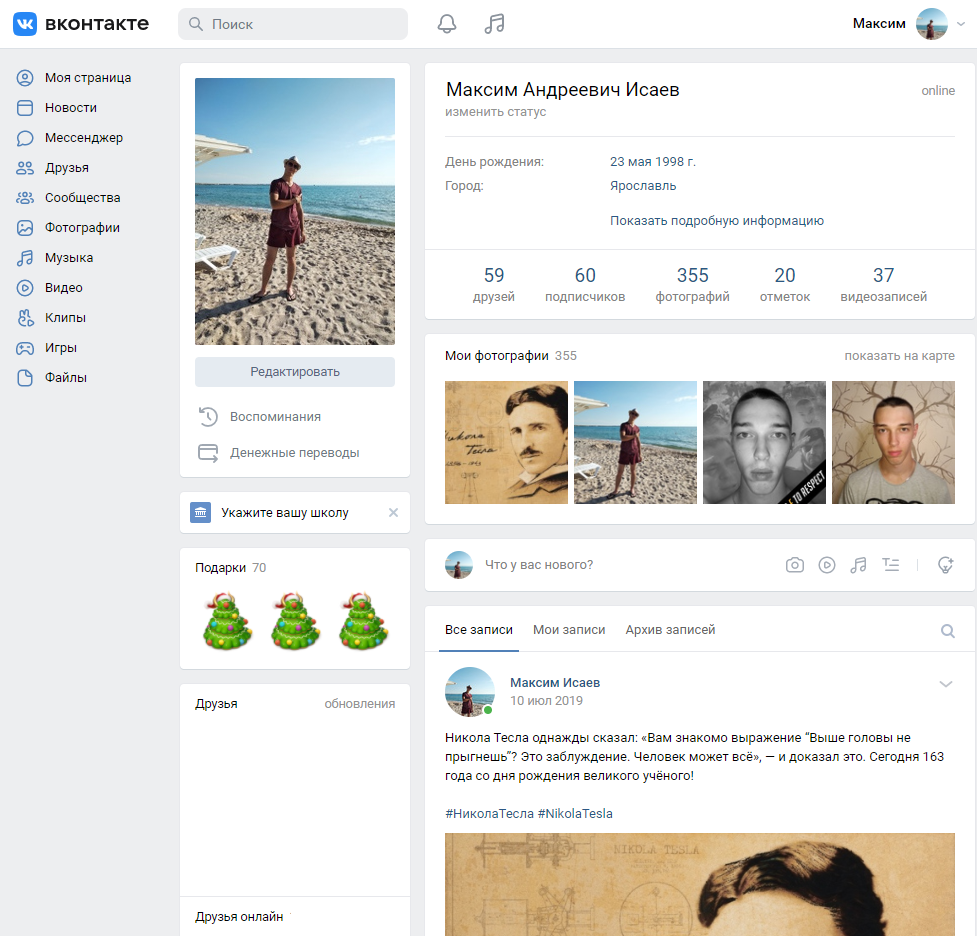 вконтакте
Поиск
Максим
Моя страница
Новости
Мессенджер
Друзья
Сообщества
Фотографии
Музыка
Видео
Клипы
Игры
Файлы
Редактировать
Воспоминания
Денежные переводы
Укажите вашу школу
Подарки 70
Друзья обновления
Друзья онлайн
Максим Андреевич Исаев online
изменить статус
День рождения: 23 мая 1998 г.
Город: Ярославль
Показать подробную информацию
59 60 355 20 37
друзей подписчиков фотографий отметок видеозаписей
Мои фотографии 355 показать на карте
Nikola
Tesla
TO RESPECT
Что у вас нового?
Все записи Мои записи Архив записей
Максим Исаев
10 июл 2019
Никола Тесла однажды сказал: «Вам знакомо выражение “Выше головы не
прыгнешь”? Это заблуждение. Человек может всё», — и доказал это. Сегодня 163
года со дня рождения великого учёного!
#НиколаТесла #NikolaTesla
NIKOLA TESLA